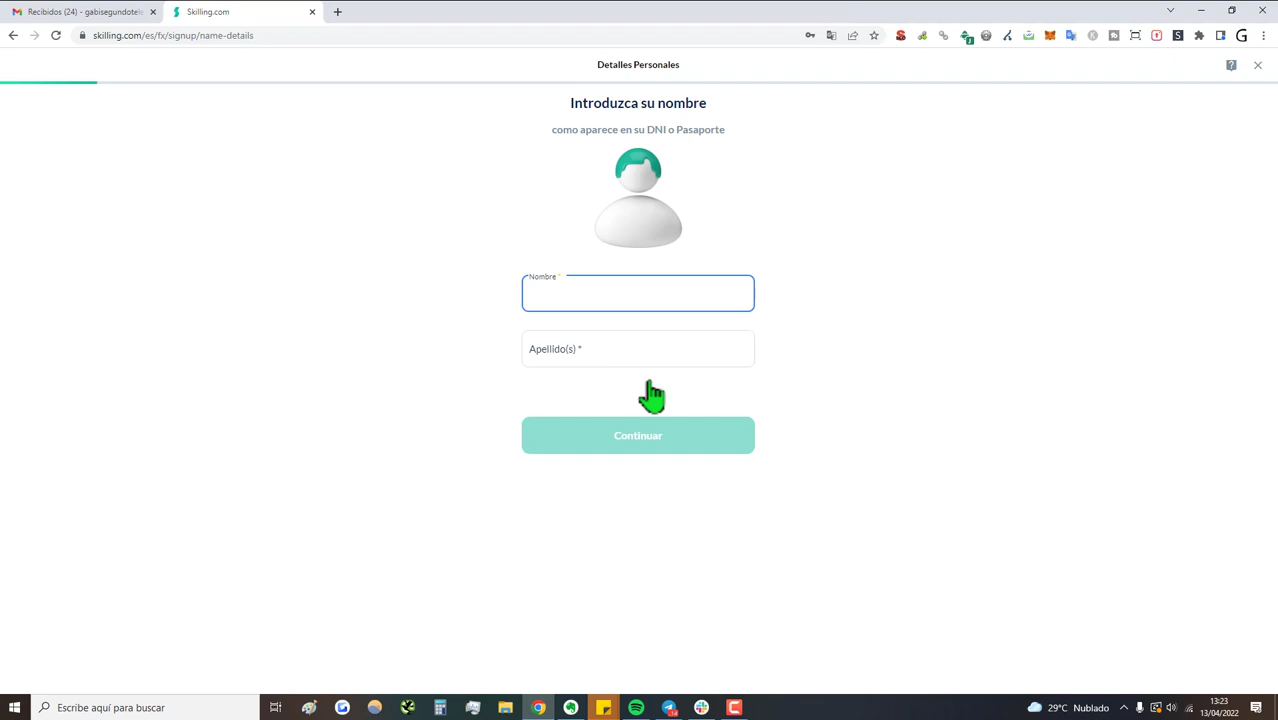 Recibidos (24) - gabisegundotele
Skilling.com
skilling.com/es/fx/signup/name-details
Detalles Personales
Introduzca su nombre
como aparece en su DNI o Pasaporte
Nombre *
Apellido(s) *
Continuar
Escribe aquí para buscar
29°C Nublado
13:23
13/04/2022